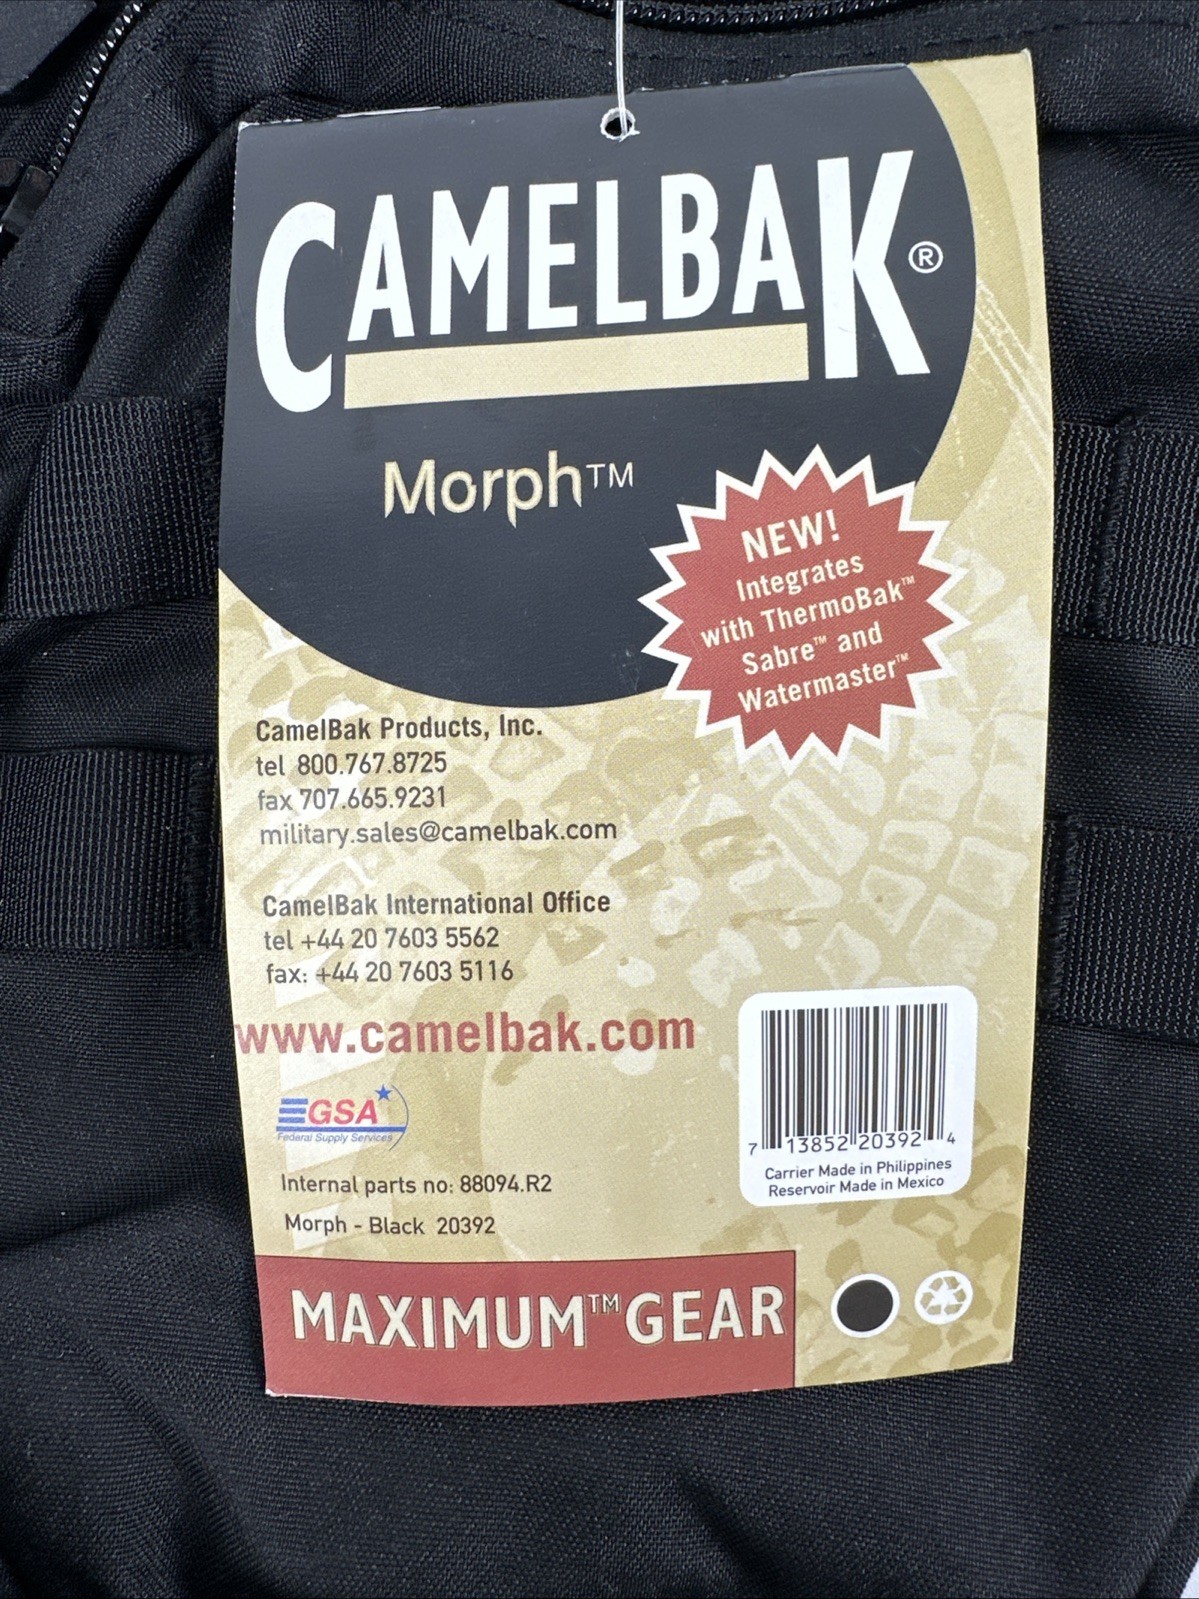 CAMELBAK®
Morph™
NEW!
Integrates
with ThermoBak™
Sabre™ and
Watermaster™
CamelBak Products, Inc.
tel 800.767.8725
fax 707.665.9231
military.sales@camelbak.com
CamelBak International Office
tel +44 20 7603 5562
fax: +44 20 7603 5116
www.camelbak.com
GSA
Federal Supply Services
7 13852 20392 4
Carrier Made in Philippines
Reservoir Made in Mexico
Internal parts no: 88094.R2
Morph - Black 20392
MAXIMUM™ GEAR